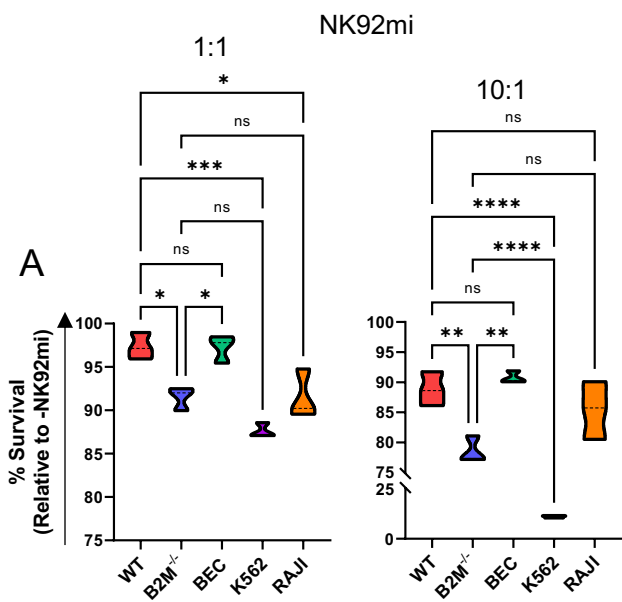 NK92mi
1:1
10:1
*
ns
***
ns
ns
*
*
ns
ns
****
****
ns
**
**
A
% Survival
(Relative to -NK92mi)
100
95
90
85
80
75
WT
B2M-/-
BEC
K562
RAJI
100
95
90
85
80
75
25
0
WT
B2M-/-
BEC
K562
RAJI